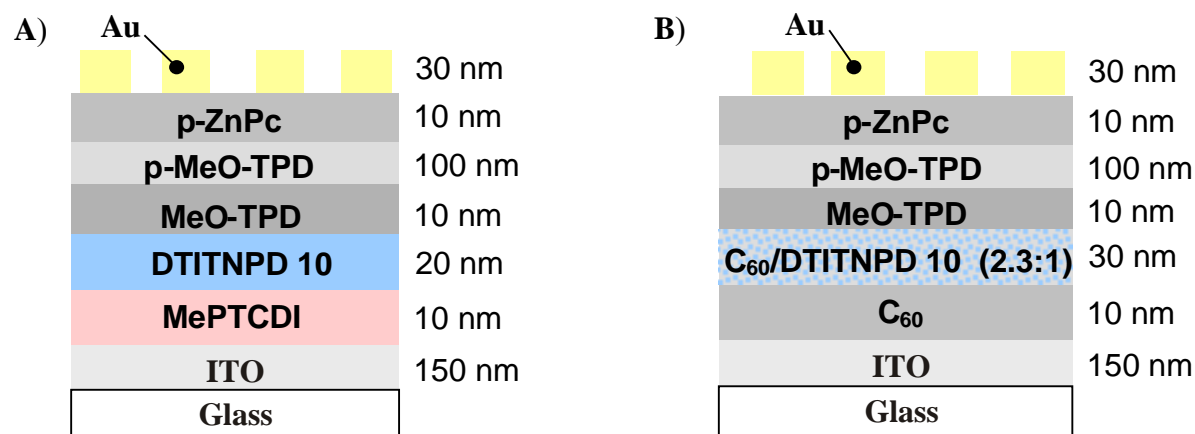 A)
Au
30 nm
p-ZnPc 10 nm
p-MeO-TPD 100 nm
MeO-TPD 10 nm
DTITNPD 10 20 nm
MePTCDI 10 nm
ITO 150 nm
Glass
B)
Au
30 nm
p-ZnPc 10 nm
p-MeO-TPD 100 nm
MeO-TPD 10 nm
C₆₀/DTITNPD 10 (2.3:1) 30 nm
C₆₀ 10 nm
ITO 150 nm
Glass